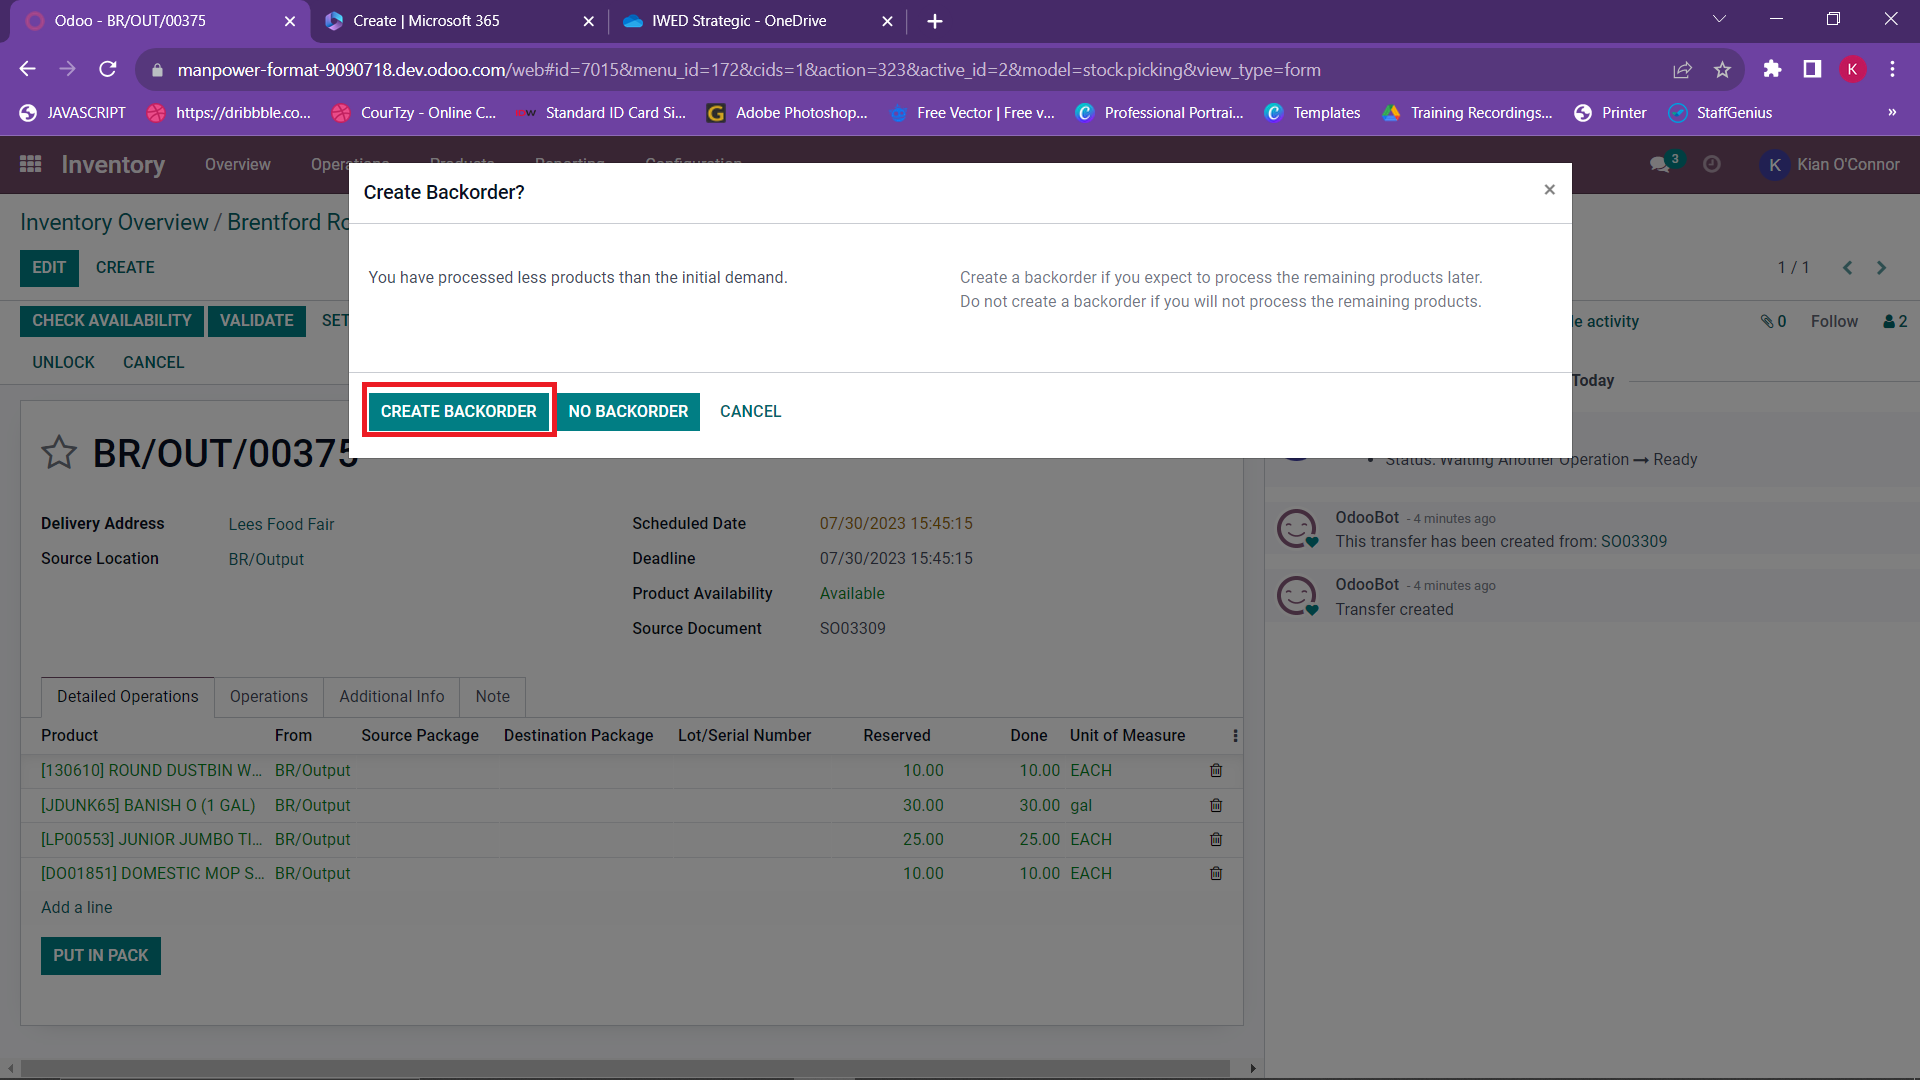 Odoo - BR/OUT/00375
Create | Microsoft 365
IWED Strategic - OneDrive
manpower-format-9090718.dev.odoo.com/web#id=7015&menu_id=172&cids=1&action=323&active_id=2&model=stock.picking&view_type=form
K
JAVASCRIPT
https://dribbble.co...
CourTzy - Online C...
Standard ID Card Si...
Adobe Photoshop...
Free Vector | Free v...
Professional Portrai...
Templates
Training Recordings...
Printer
StaffGenius
»
Inventory
Overview
Operations
Products
Reporting
Configuration
3
K
Kian O'Connor
Create Backorder?
×
Inventory Overview / Brentford Ro
EDIT
CREATE
1 / 1
You have processed less products than the initial demand.
Create a backorder if you expect to process the remaining products later.
Do not create a backorder if you will not process the remaining products.
CHECK AVAILABILITY
VALIDATE
SET
le activity
0
Follow
2
UNLOCK
CANCEL
Today
CREATE BACKORDER
NO BACKORDER
CANCEL
BR/OUT/00375
Status: Waiting Another Operation → Ready
Delivery Address
Lees Food Fair
Scheduled Date
07/30/2023 15:45:15
OdooBot - 4 minutes ago
This transfer has been created from: SO03309
Source Location
BR/Output
Deadline
07/30/2023 15:45:15
Product Availability
Available
OdooBot - 4 minutes ago
Transfer created
Source Document
SO03309
Detailed Operations
Operations
Additional Info
Note
Product From Source Package Destination Package Lot/Serial Number Reserved Done Unit of Measure
[130610] ROUND DUSTBIN W... BR/Output 10.00 10.00 EACH
[JDUNK65] BANISH O (1 GAL) BR/Output 30.00 30.00 gal
[LP00553] JUNIOR JUMBO TI... BR/Output 25.00 25.00 EACH
[DO01851] DOMESTIC MOP S... BR/Output 10.00 10.00 EACH
Add a line
PUT IN PACK